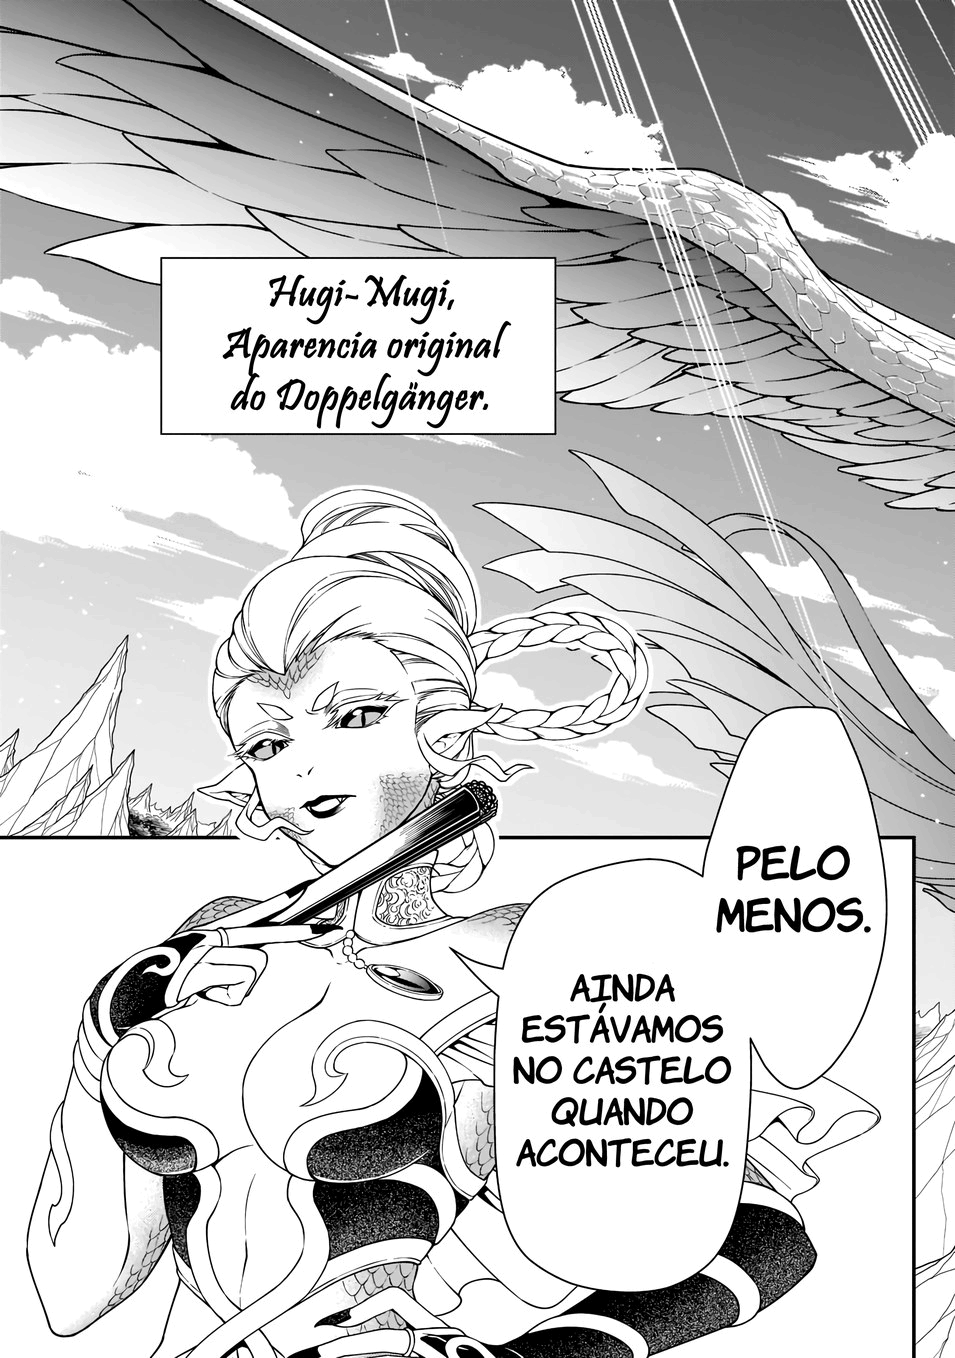 Hugi-Mugi,
Aparencia original
do Doppelgänger.
PELO
MENOS.
AINDA
ESTÁVAMOS
NO CASTELO
QUANDO
ACONTECEU.